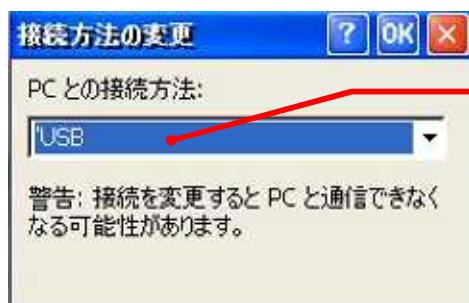 接続方法の変更 ? OK ×
PC との接続方法:
'USB
警告: 接続を変更すると PC と通信できなく
なる可能性があります。